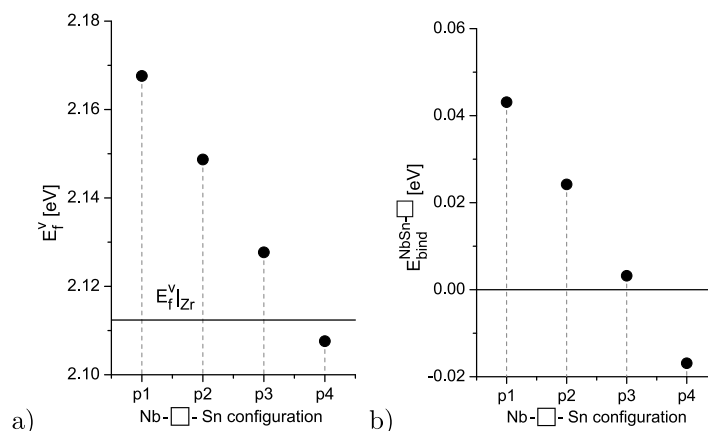 2.18
2.16
2.14
2.12
2.10
E_f^v [eV]
E_f^v|Zr
p1 p2 p3 p4
Nb-□-Sn configuration
a)
0.06
0.04
0.02
0.00
-0.02
E_bind^NbSn-□ [eV]
p1 p2 p3 p4
Nb-□-Sn configuration
b)